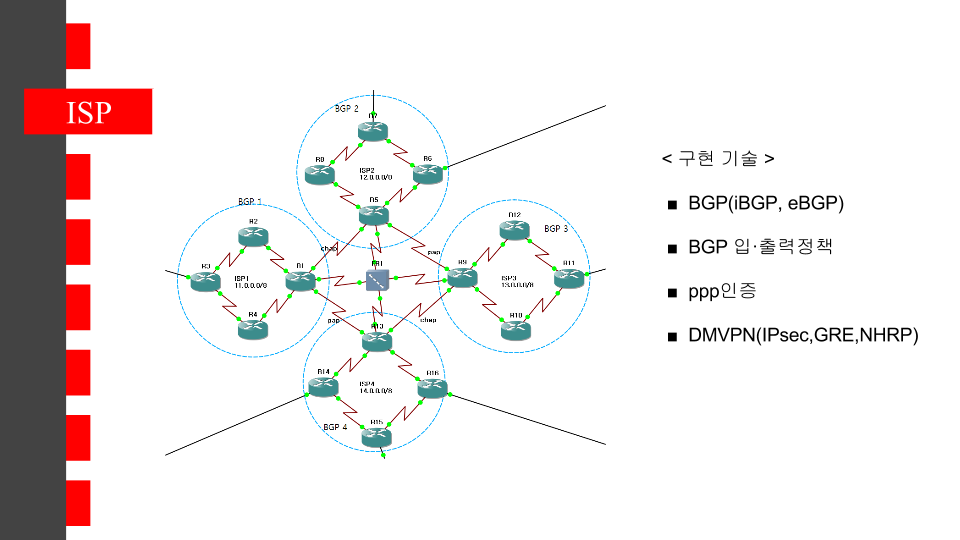 ISP
BGP 2
R7
R8
R6
ISP2
12.0.0.0/8
R5
BGP 1
R2
R3
R1
ISP1
11.0.0.0/8
R4
chap
pap
FR1
BGP 3
R12
R9
R11
ISP3
13.0.0.0/8
R10
pap
chap
R13
R14
R16
ISP4
14.0.0.0/8
BGP 4
R15
< 구현 기술 >
■ BGP(iBGP, eBGP)
■ BGP 입·출력정책
■ ppp인증
■ DMVPN(IPsec,GRE,NHRP)